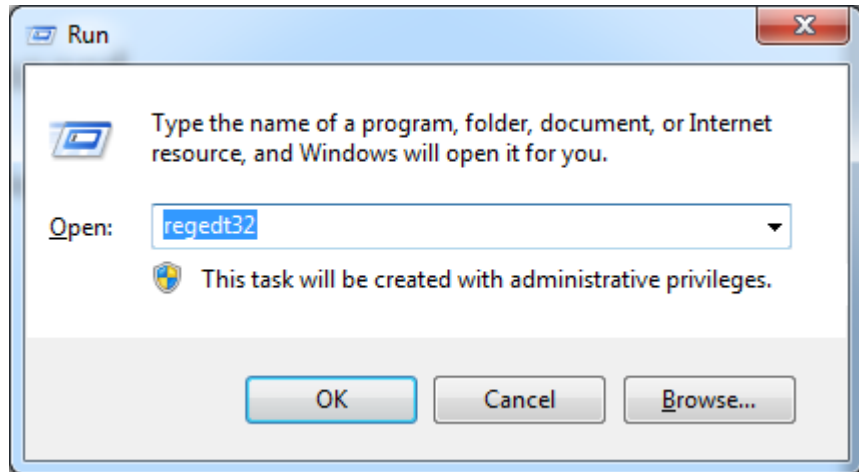 Run
Type the name of a program, folder, document, or Internet
resource, and Windows will open it for you.
Open:
regedt32
This task will be created with administrative privileges.
OK
Cancel
Browse...